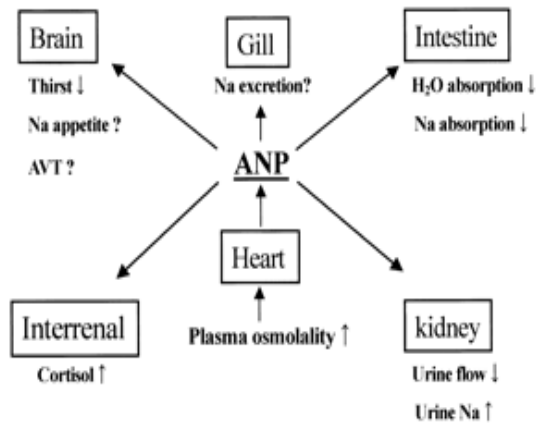 Brain
Thirst ↓
Na appetite ?
AVT ?
Gill
Na excretion?
Intestine
H₂O absorption ↓
Na absorption ↓
ANP
Heart
Plasma osmolality ↑
Interrenal
Cortisol ↑
kidney
Urine flow ↓
Urine Na ↑